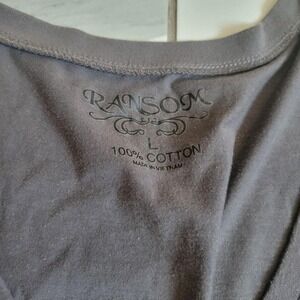 RANSOM
L
100% COTTON
MADE IN VIETNAM